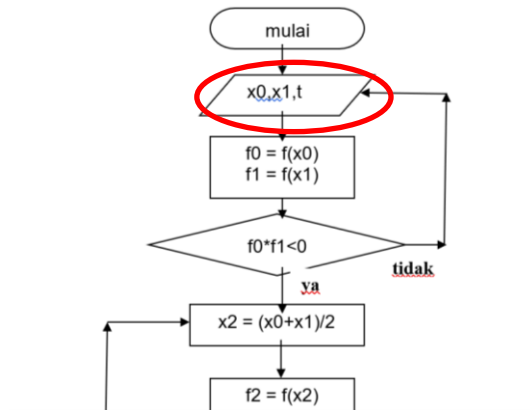 mulai
x0,x1,t
f0 = f(x0)
f1 = f(x1)
f0*f1<0
tidak
ya
x2 = (x0+x1)/2
f2 = f(x2)